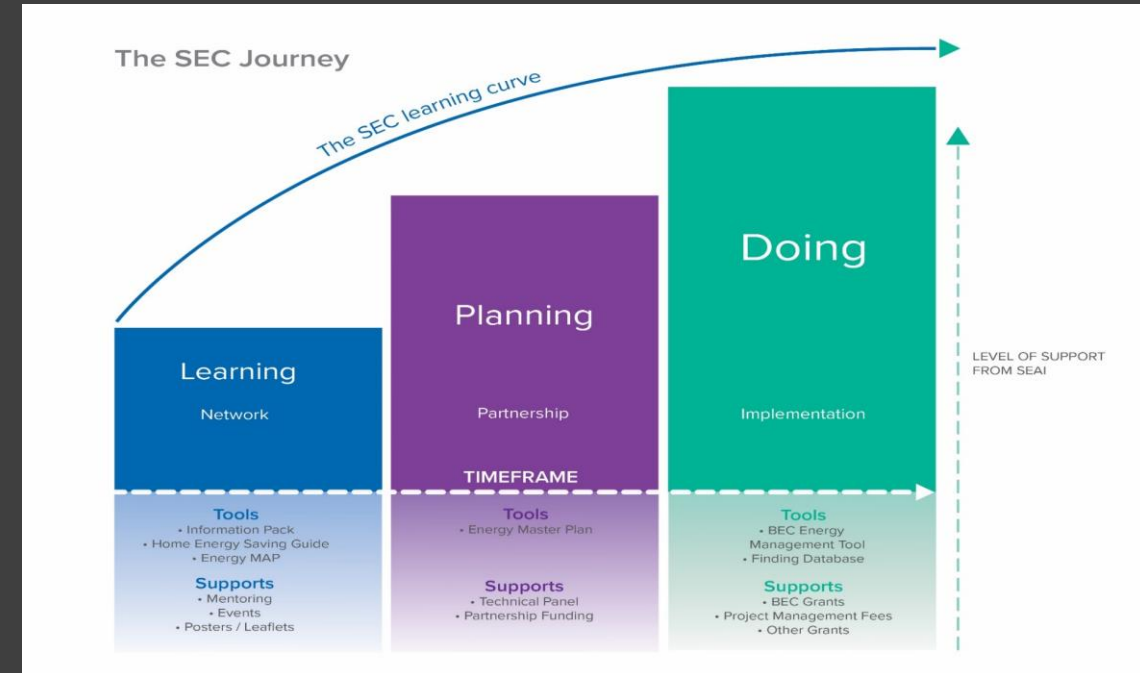 The SEC Journey
The SEC learning curve
Learning
Network
Planning
Partnership
Doing
Implementation
LEVEL OF SUPPORT
FROM SEAI
TIMEFRAME
Tools
• Information Pack
• Home Energy Saving Guide
• Energy MAP
Supports
• Mentoring
• Events
• Posters / Leaflets
Tools
• Energy Master Plan
Supports
• Technical Panel
• Partnership Funding
Tools
• BEC Energy
Management Tool
• Finding Database
Supports
• BEC Grants
• Project Management Fees
• Other Grants